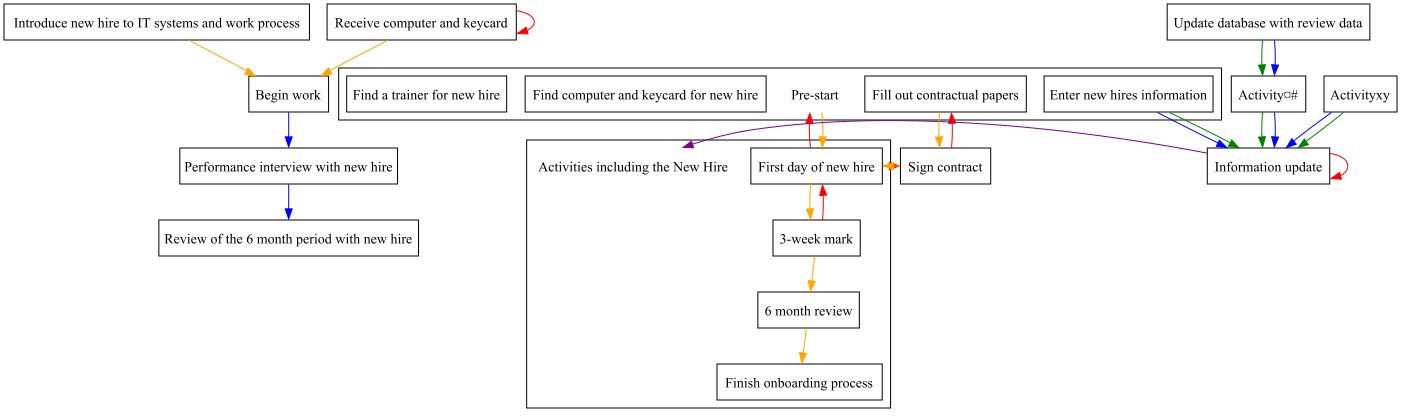 Introduce new hire to IT systems and work process
Receive computer and keycard
Update database with review data
Begin work
Find a trainer for new hire
Find computer and keycard for new hire
Pre-start
Fill out contractual papers
Enter new hires information
Activity¤#
Activityxy
Performance interview with new hire
Activities including the New Hire
First day of new hire
Sign contract
Information update
Review of the 6 month period with new hire
3-week mark
6 month review
Finish onboarding process